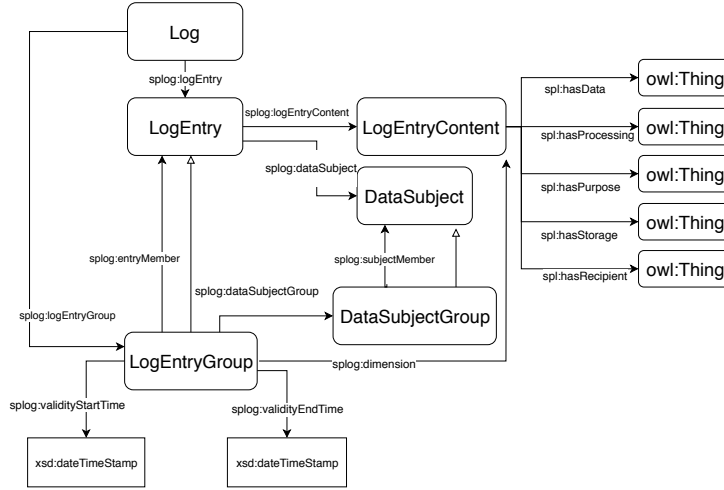 Log
splog:logEntry
LogEntry
splog:logEntryContent
LogEntryContent
spl:hasData
owl:Thing
spl:hasProcessing
owl:Thing
spl:hasPurpose
owl:Thing
spl:hasStorage
owl:Thing
spl:hasRecipient
owl:Thing
splog:dataSubject
DataSubject
splog:entryMember
splog:subjectMember
splog:dataSubjectGroup
DataSubjectGroup
splog:logEntryGroup
LogEntryGroup
splog:dimension
splog:validityStartTime
splog:validityEndTime
xsd:dateTimeStamp
xsd:dateTimeStamp